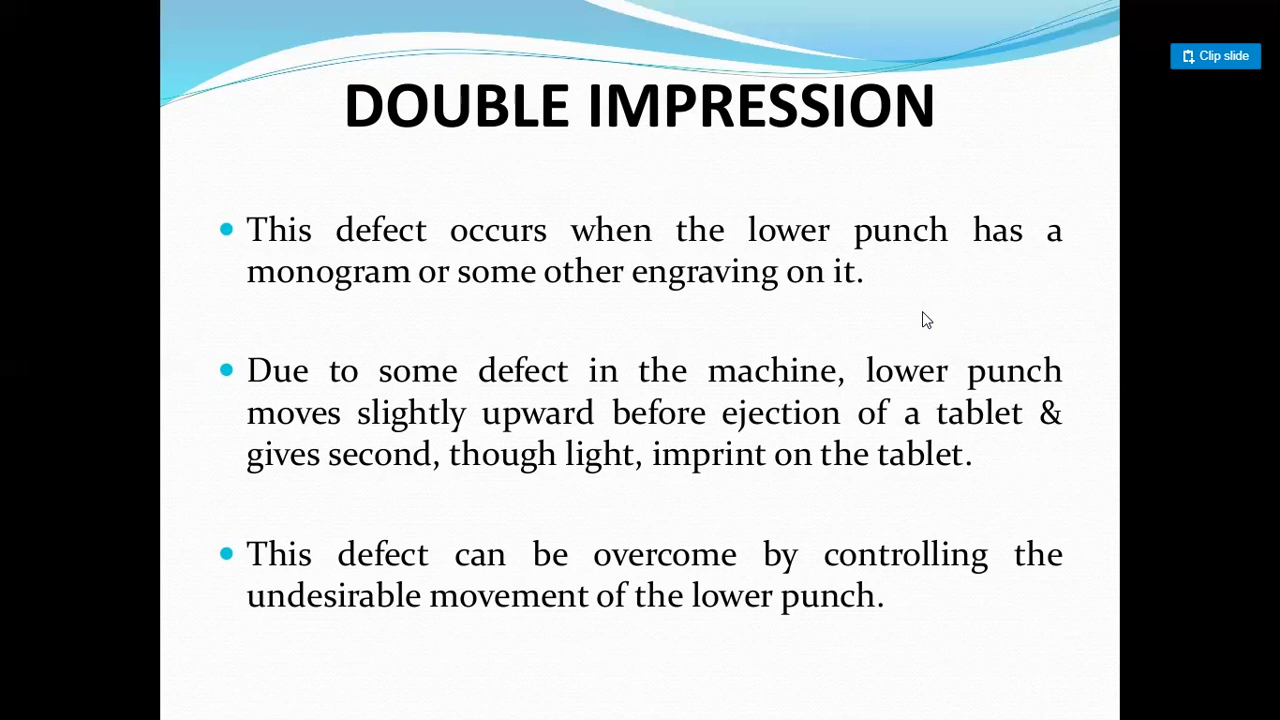 Clip slide
DOUBLE IMPRESSION
• This defect occurs when the lower punch has a
monogram or some other engraving on it.
• Due to some defect in the machine, lower punch
moves slightly upward before ejection of a tablet &
gives second, though light, imprint on the tablet.
• This defect can be overcome by controlling the
undesirable movement of the lower punch.